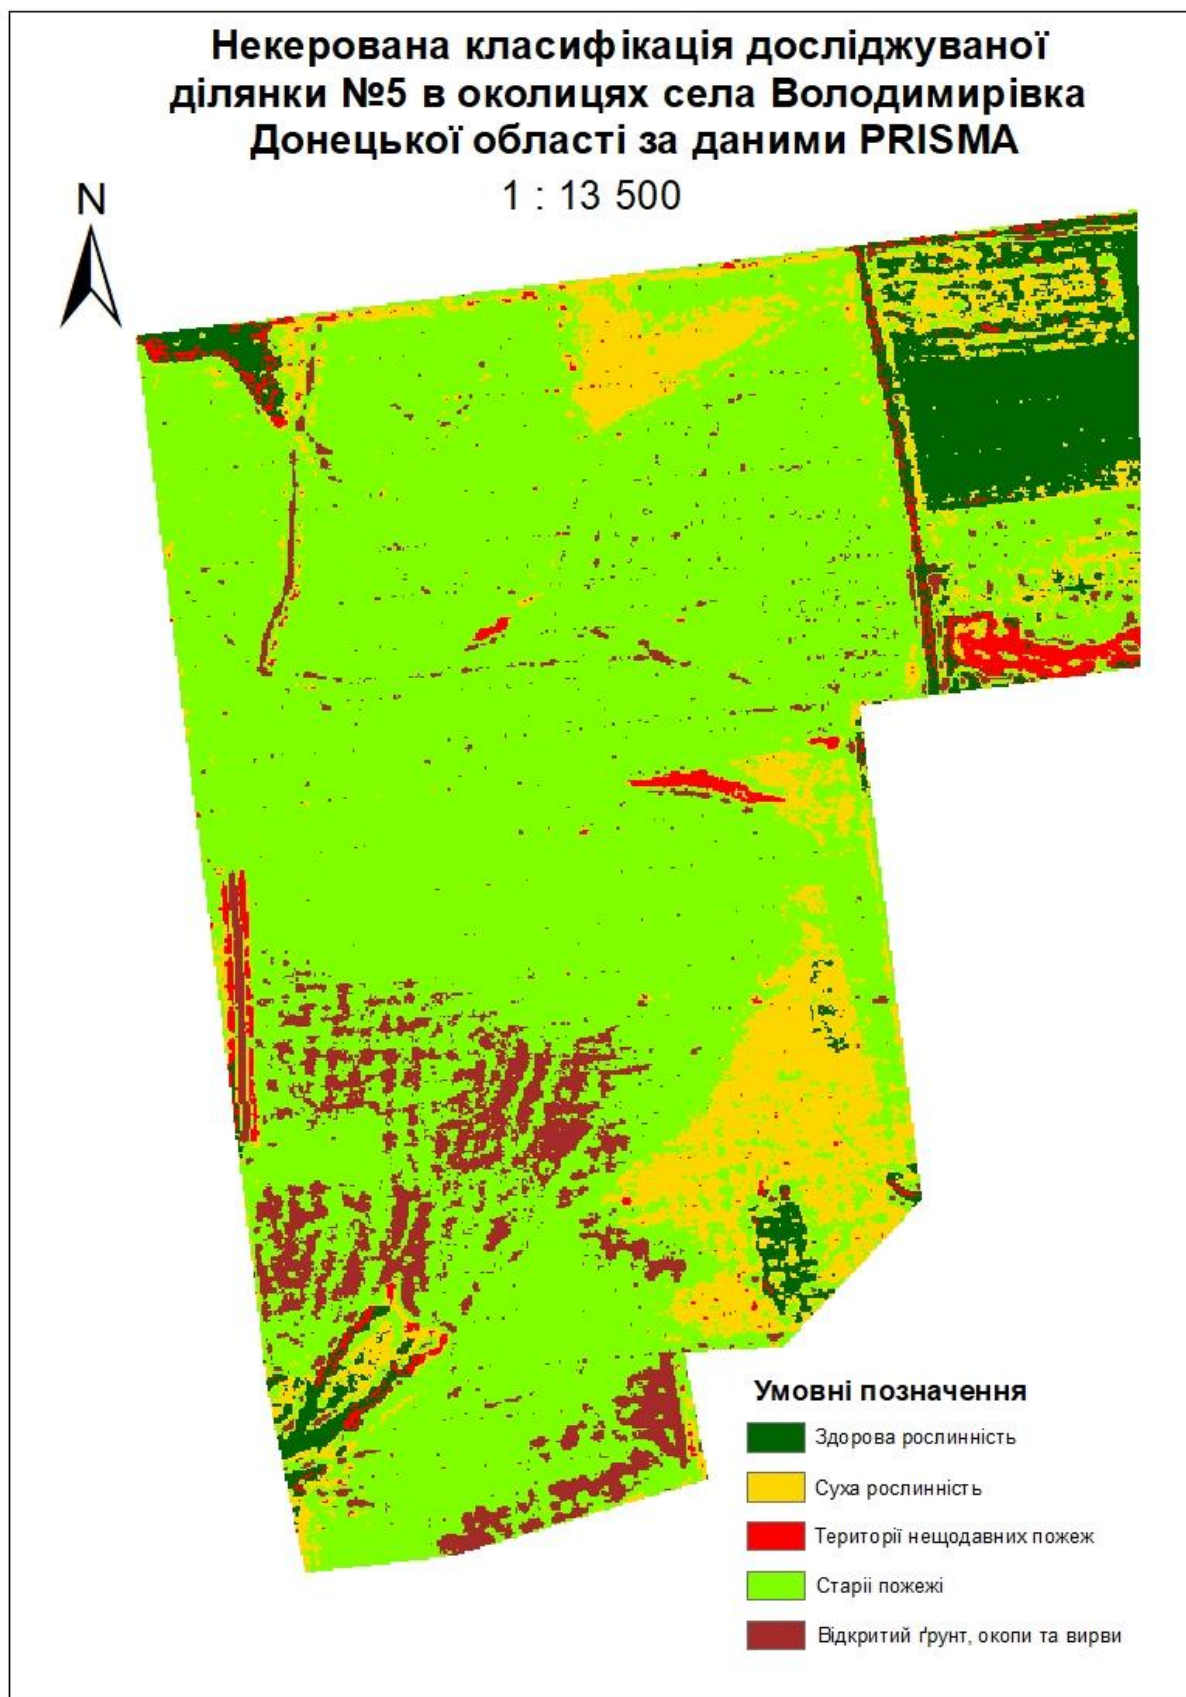 Некерована класифікація досліджуваної
ділянки №5 в околицях села Володимирівка
Донецької області за даними PRISMA
1 : 13 500
N
Умовні позначення
Здорова рослинність
Суха рослинність
Території нещодавних пожеж
Старіі пожежі
Відкритий ґрунт, окопи та вирви